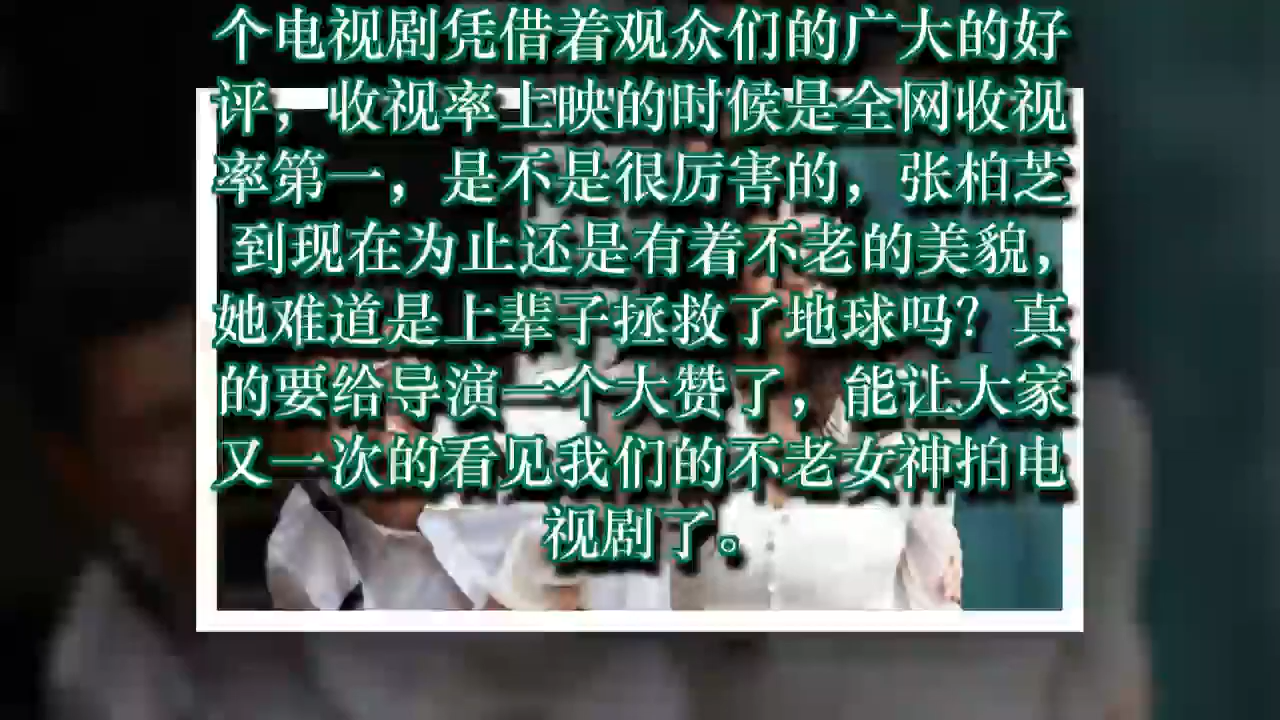 个电视剧凭借着观众们的广大的好
评，收视率上映的时候是全网收视
率第一，是不是很厉害的，张柏芝
到现在为止还是有着不老的美貌，
她难道是上辈子拯救了地球吗？真
的要给导演一个大赞了，能让大家
又一次的看见我们的不老女神拍电
视剧了。